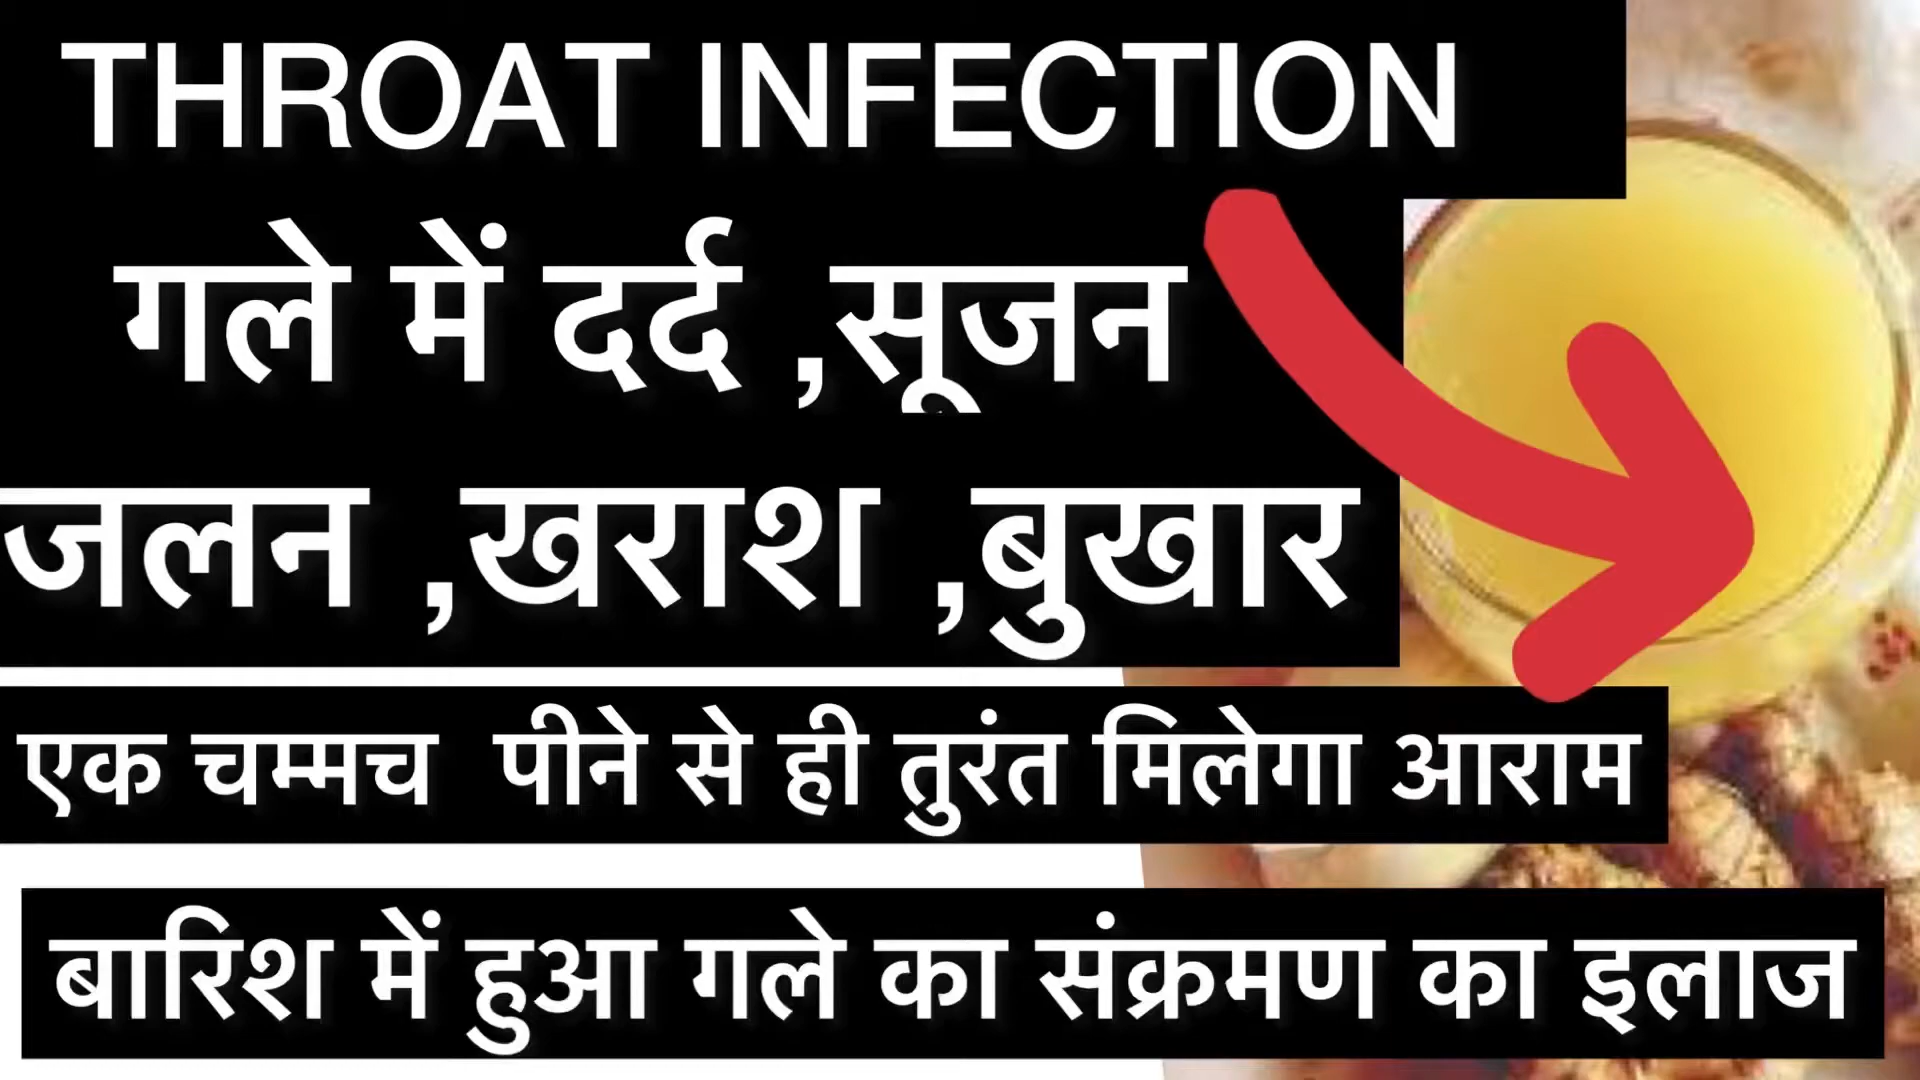 THROAT INFECTION
गले में दर्द ,सूजन
जलन ,खराश ,बुखार
एक चम्मच पीने से ही तुरंत मिलेगा आराम
बारिश में हुआ गले का संक्रमण का इलाज